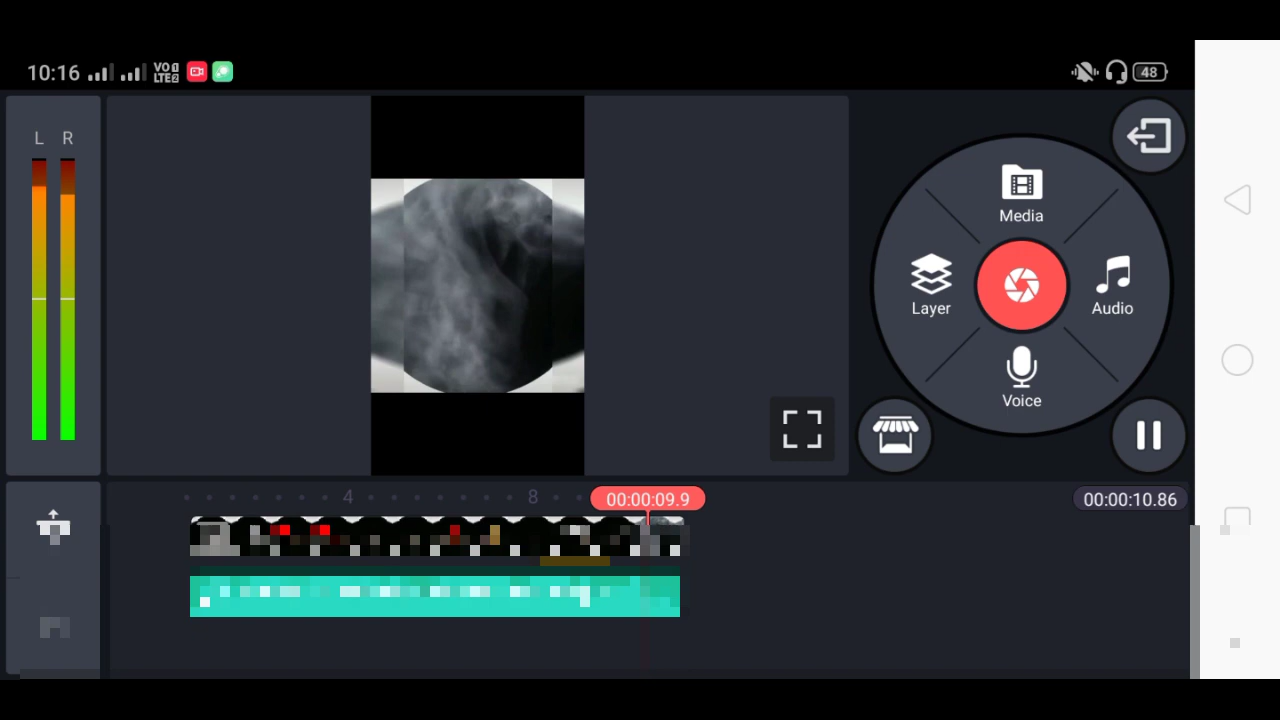 10:16
VO
LTE2
48
L R
Media
Layer
Audio
Voice
4
8
00:00:09.9
00:00:10.86